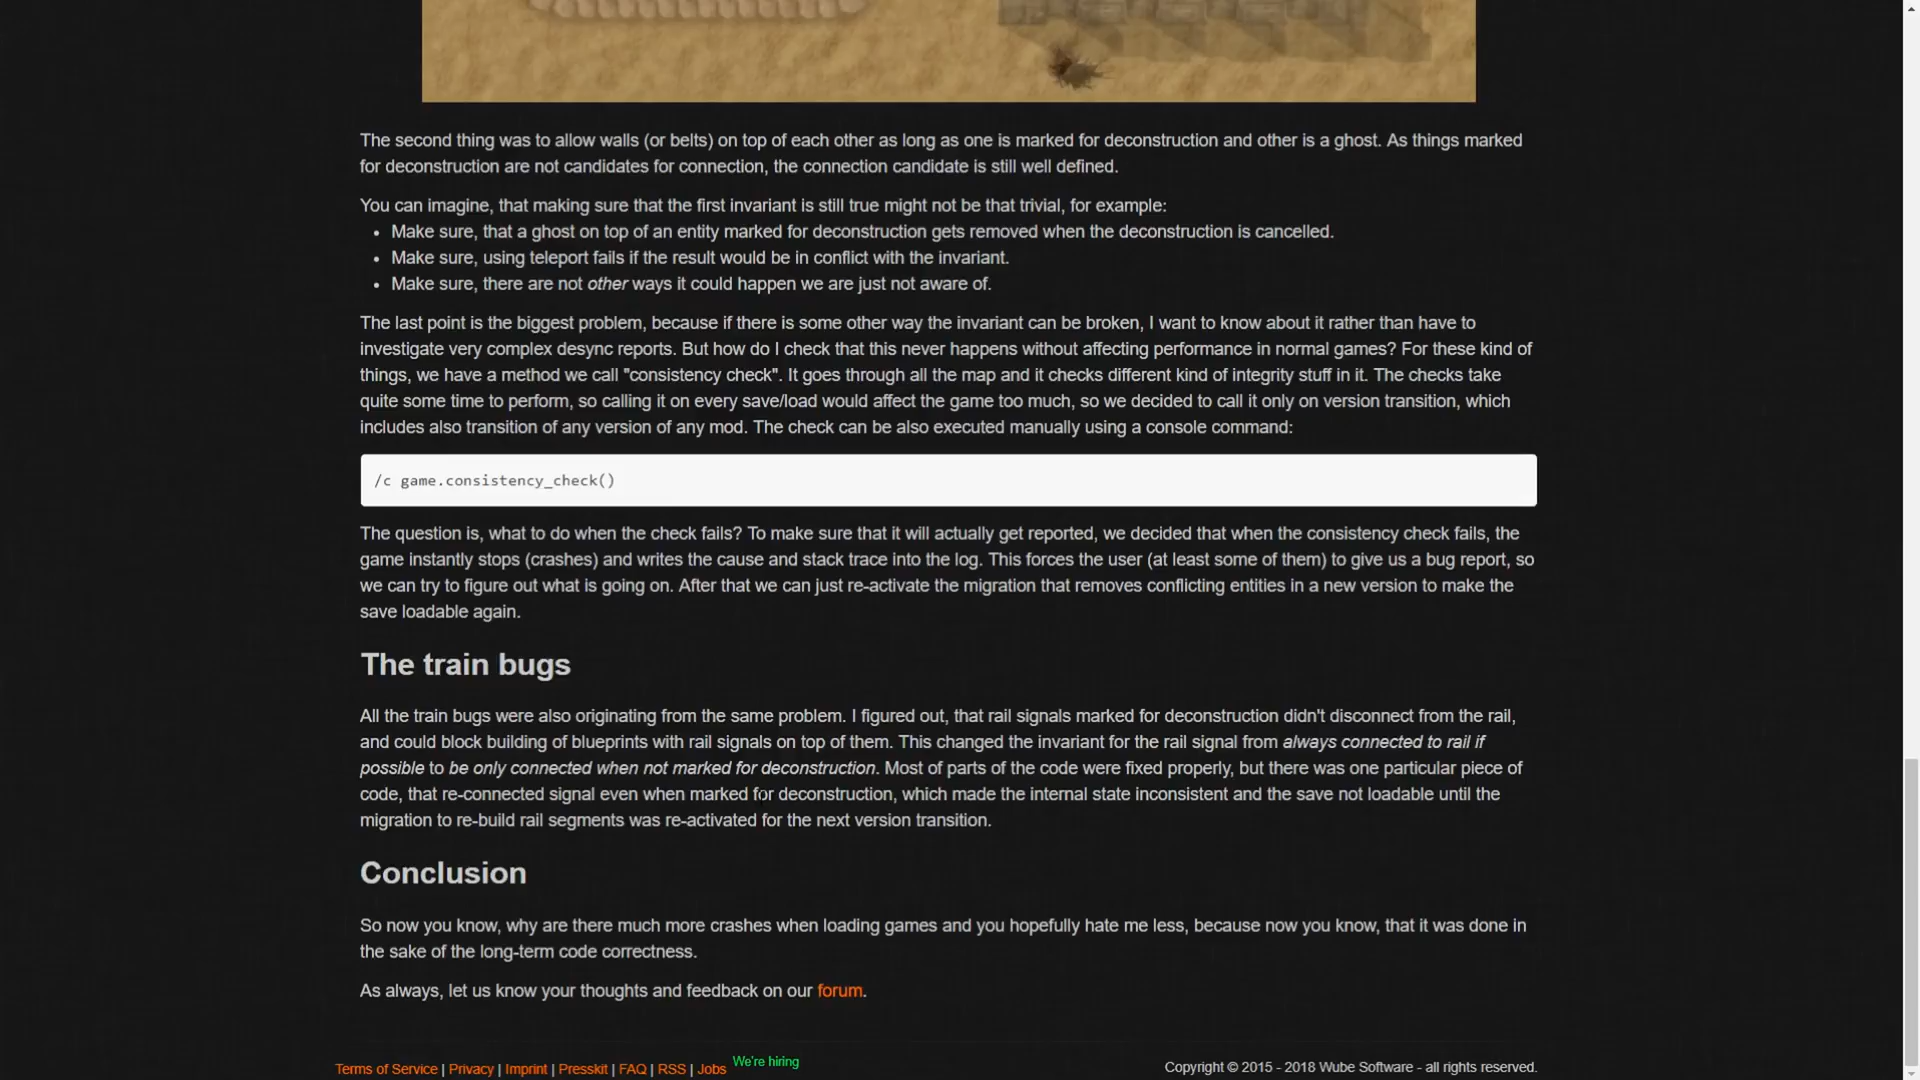 The second thing was to allow walls (or belts) on top of each other as long as one is marked for deconstruction and other is a ghost. As things marked
for deconstruction are not candidates for connection, the connection candidate is still well defined.
You can imagine, that making sure that the first invariant is still true might not be that trivial, for example:
• Make sure, that a ghost on top of an entity marked for deconstruction gets removed when the deconstruction is cancelled.
• Make sure, using teleport fails if the result would be in conflict with the invariant.
• Make sure, there are not other ways it could happen we are just not aware of.
The last point is the biggest problem, because if there is some other way the invariant can be broken, I want to know about it rather than have to
investigate very complex desync reports. But how do I check that this never happens without affecting performance in normal games? For these kind of
things, we have a method we call "consistency check". It goes through all the map and it checks different kind of integrity stuff in it. The checks take
quite some time to perform, so calling it on every save/load would affect the game too much, so we decided to call it only on version transition, which
includes also transition of any version of any mod. The check can be also executed manually using a console command:
/c game.consistency_check()
The question is, what to do when the check fails? To make sure that it will actually get reported, we decided that when the consistency check fails, the
game instantly stops (crashes) and writes the cause and stack trace into the log. This forces the user (at least some of them) to give us a bug report, so
we can try to figure out what is going on. After that we can just re-activate the migration that removes conflicting entities in a new version to make the
save loadable again.
The train bugs
All the train bugs were also originating from the same problem. I figured out, that rail signals marked for deconstruction didn't disconnect from the rail,
and could block building of blueprints with rail signals on top of them. This changed the invariant for the rail signal from always connected to rail if
possible to be only connected when not marked for deconstruction. Most of parts of the code were fixed properly, but there was one particular piece of
code, that re-connected signal even when marked for deconstruction, which made the internal state inconsistent and the save not loadable until the
migration to re-build rail segments was re-activated for the next version transition.
Conclusion
So now you know, why are there much more crashes when loading games and you hopefully hate me less, because now you know, that it was done in
the sake of the long-term code correctness.
As always, let us know your thoughts and feedback on our forum.
Terms of Service | Privacy | Imprint | Presskit | FAQ | RSS | Jobs We're hiring
Copyright © 2015 - 2018 Wube Software - all rights reserved.